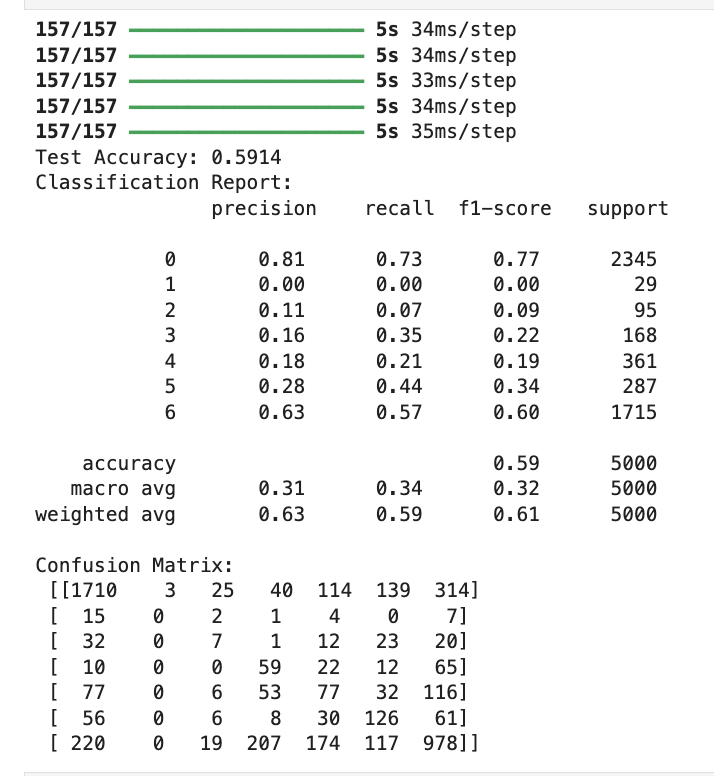 157/157 ━━━━━━━━━━━━━━━━━━━━ 5s 34ms/step
157/157 ━━━━━━━━━━━━━━━━━━━━ 5s 34ms/step
157/157 ━━━━━━━━━━━━━━━━━━━━ 5s 33ms/step
157/157 ━━━━━━━━━━━━━━━━━━━━ 5s 34ms/step
157/157 ━━━━━━━━━━━━━━━━━━━━ 5s 35ms/step
Test Accuracy: 0.5914
Classification Report:
              precision    recall  f1-score   support

           0       0.81      0.73      0.77      2345
           1       0.00      0.00      0.00        29
           2       0.11      0.07      0.09        95
           3       0.16      0.35      0.22       168
           4       0.18      0.21      0.19       361
           5       0.28      0.44      0.34       287
           6       0.63      0.57      0.60      1715

    accuracy                           0.59      5000
   macro avg       0.31      0.34      0.32      5000
weighted avg       0.63      0.59      0.61      5000

Confusion Matrix:
 [[1710    3   25   40  114  139  314]
 [  15    0    2    1    4    0    7]
 [  32    0    7    1   12   23   20]
 [  10    0    0   59   22   12   65]
 [  77    0    6   53   77   32  116]
 [  56    0    6    8   30  126   61]
 [ 220    0   19  207  174  117  978]]